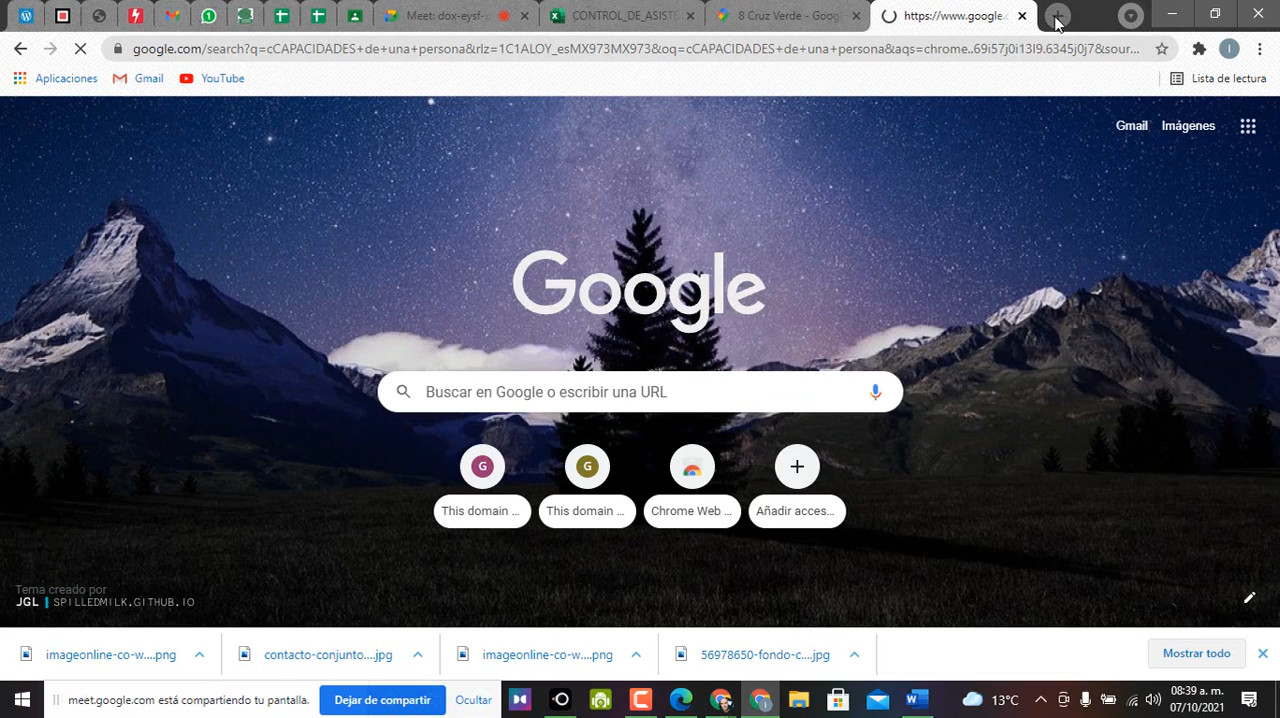 Meet: dox-eysf-p
CONTROL_DE_ASIST
8 Cruz Verde - Goog
https://www.google.c
google.com/search?q=cCAPACIDADES+de+una+persona&rlz=1C1ALOY_esMX973MX973&oq=cCAPACIDADES+de+una+persona&aqs=chrome..69i57j0i13l9.6345j0j7&sour...
Aplicaciones
Gmail
YouTube
Lista de lectura
Gmail
Imágenes
Google
Buscar en Google o escribir una URL
G
G
This domain ...
This domain ...
Chrome Web ...
Añadir acces...
Tema creado por
JGL | SPILLEDMILK.GITHUB.IO
imageonline-co-w....png
contacto-conjunto....jpg
imageonline-co-w....png
56978650-fondo-c....jpg
Mostrar todo
meet.google.com está compartiendo tu pantalla.
Dejar de compartir
Ocultar
13°C
08:39 a. m.
07/10/2021